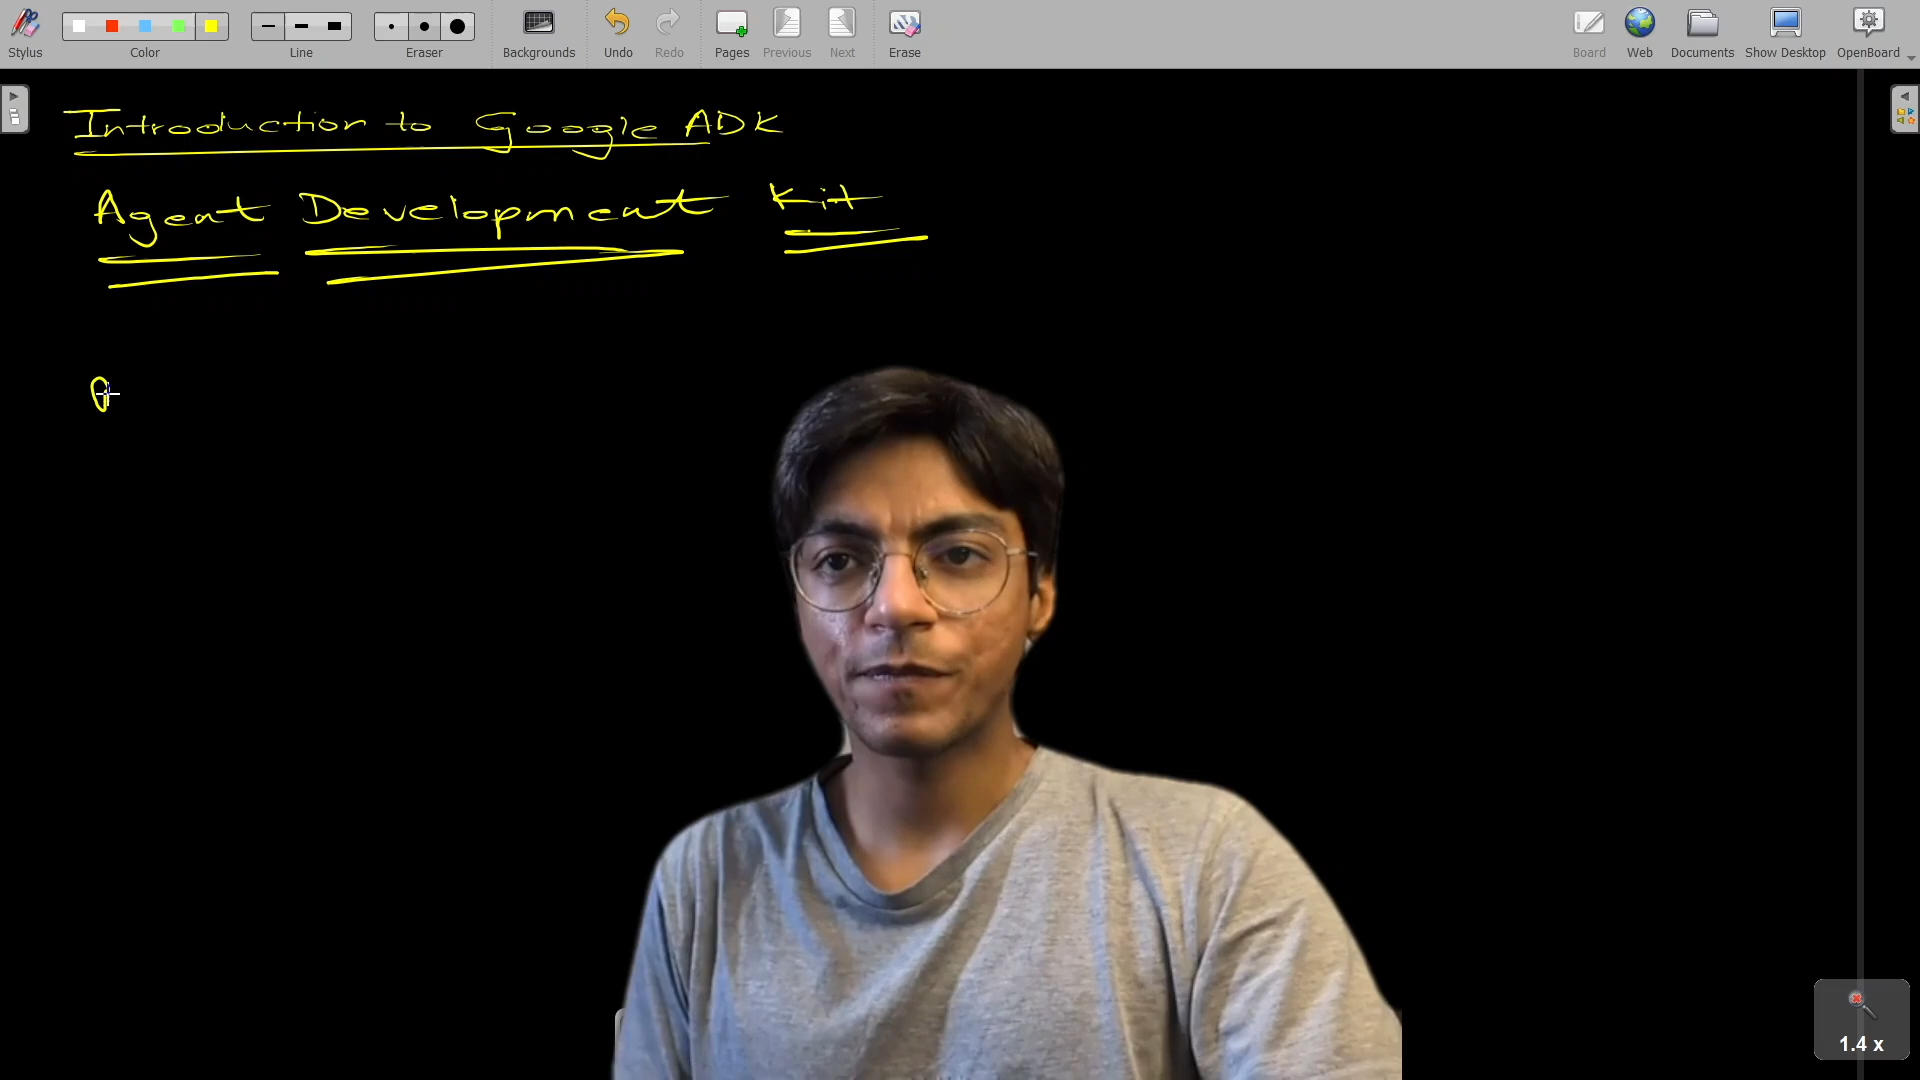 Stylus Color Line Eraser Backgrounds Undo Redo Pages Previous Next Erase Board Web Documents Show Desktop OpenBoard
Introduction to Google ADK
Agent Development Kit
1.4 x